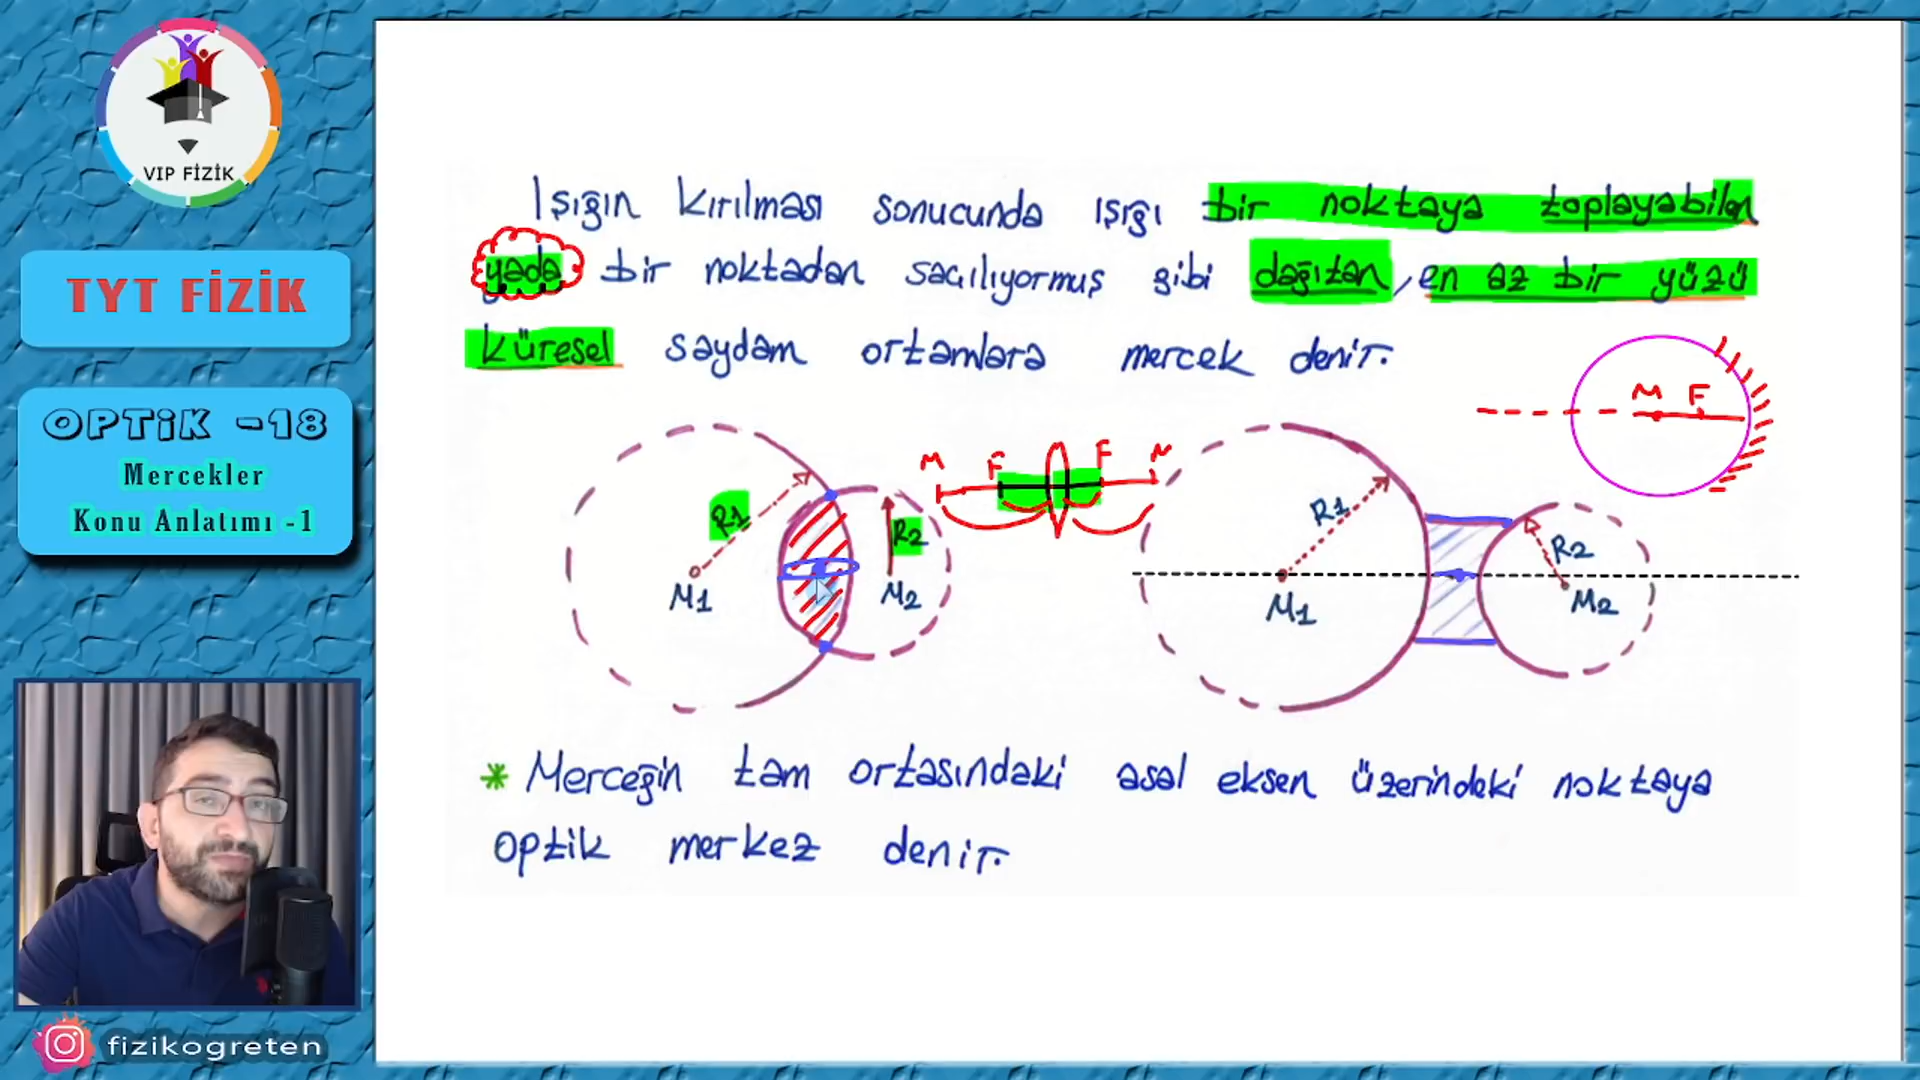 VIP FİZİK
TYT FİZİK
OPTİK -18
Mercekler
Konu Anlatımı -1
Işığın kırılması sonucunda ışığı bir noktaya toplayabilen
yada bir noktadan saçılıyormuş gibi dağıtan, en az bir yüzü
küresel saydam ortamlara mercek denir.
M F
M F F M
R1 R2
M1 M2
R1 R2
M1 M2
* Merceğin tam ortasındaki asal eksen üzerindeki noktaya
optik merkez denir.
fizikogreten